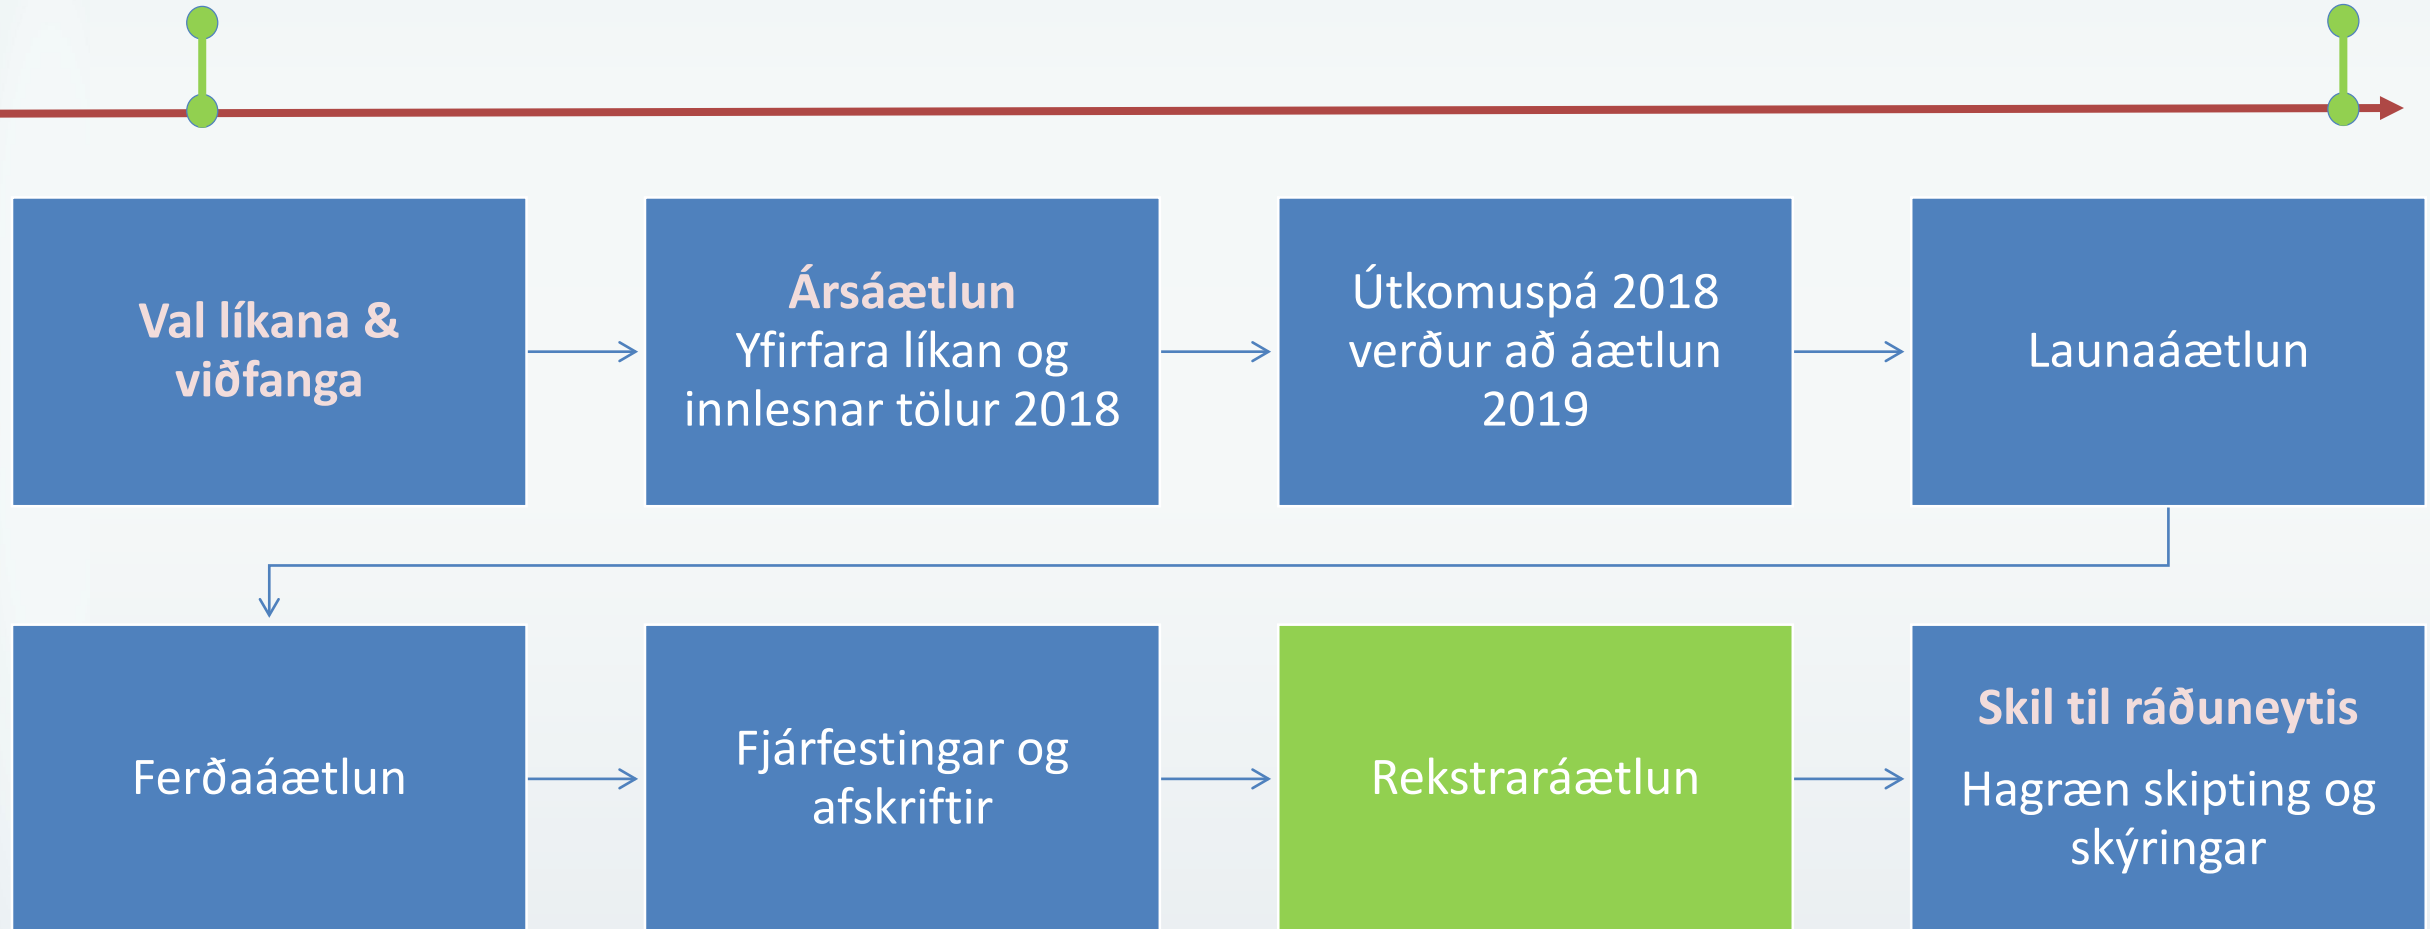 Val líkana &
viðfanga
Ársáætlun
Yfirfara líkan og
innlesnar tölur 2018
Útkomuspá 2018
verður að áætlun
2019
Launaáætlun
Ferðaáætlun
Fjárfestingar og
afskriftir
Rekstraráætlun
Skil til ráðuneytis
Hagræn skipting og
skýringar